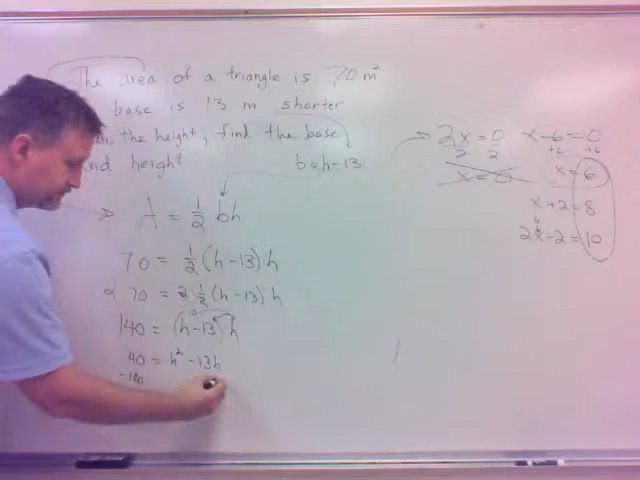 The area of a triangle is 70 m²
base is 13 m shorter
the height, find the base
height
b = h - 13
A = 1/2 bh
70 = 1/2 (h - 13) h
70 = 2 1/2 (h - 13) h
140 = (h - 13) h
40 = h² - 13h
2x = 0
2 2
x = 0
x - 6 = 0
+6 +6
x = 6
x + 2 = 8
6
2x - 2 = 10